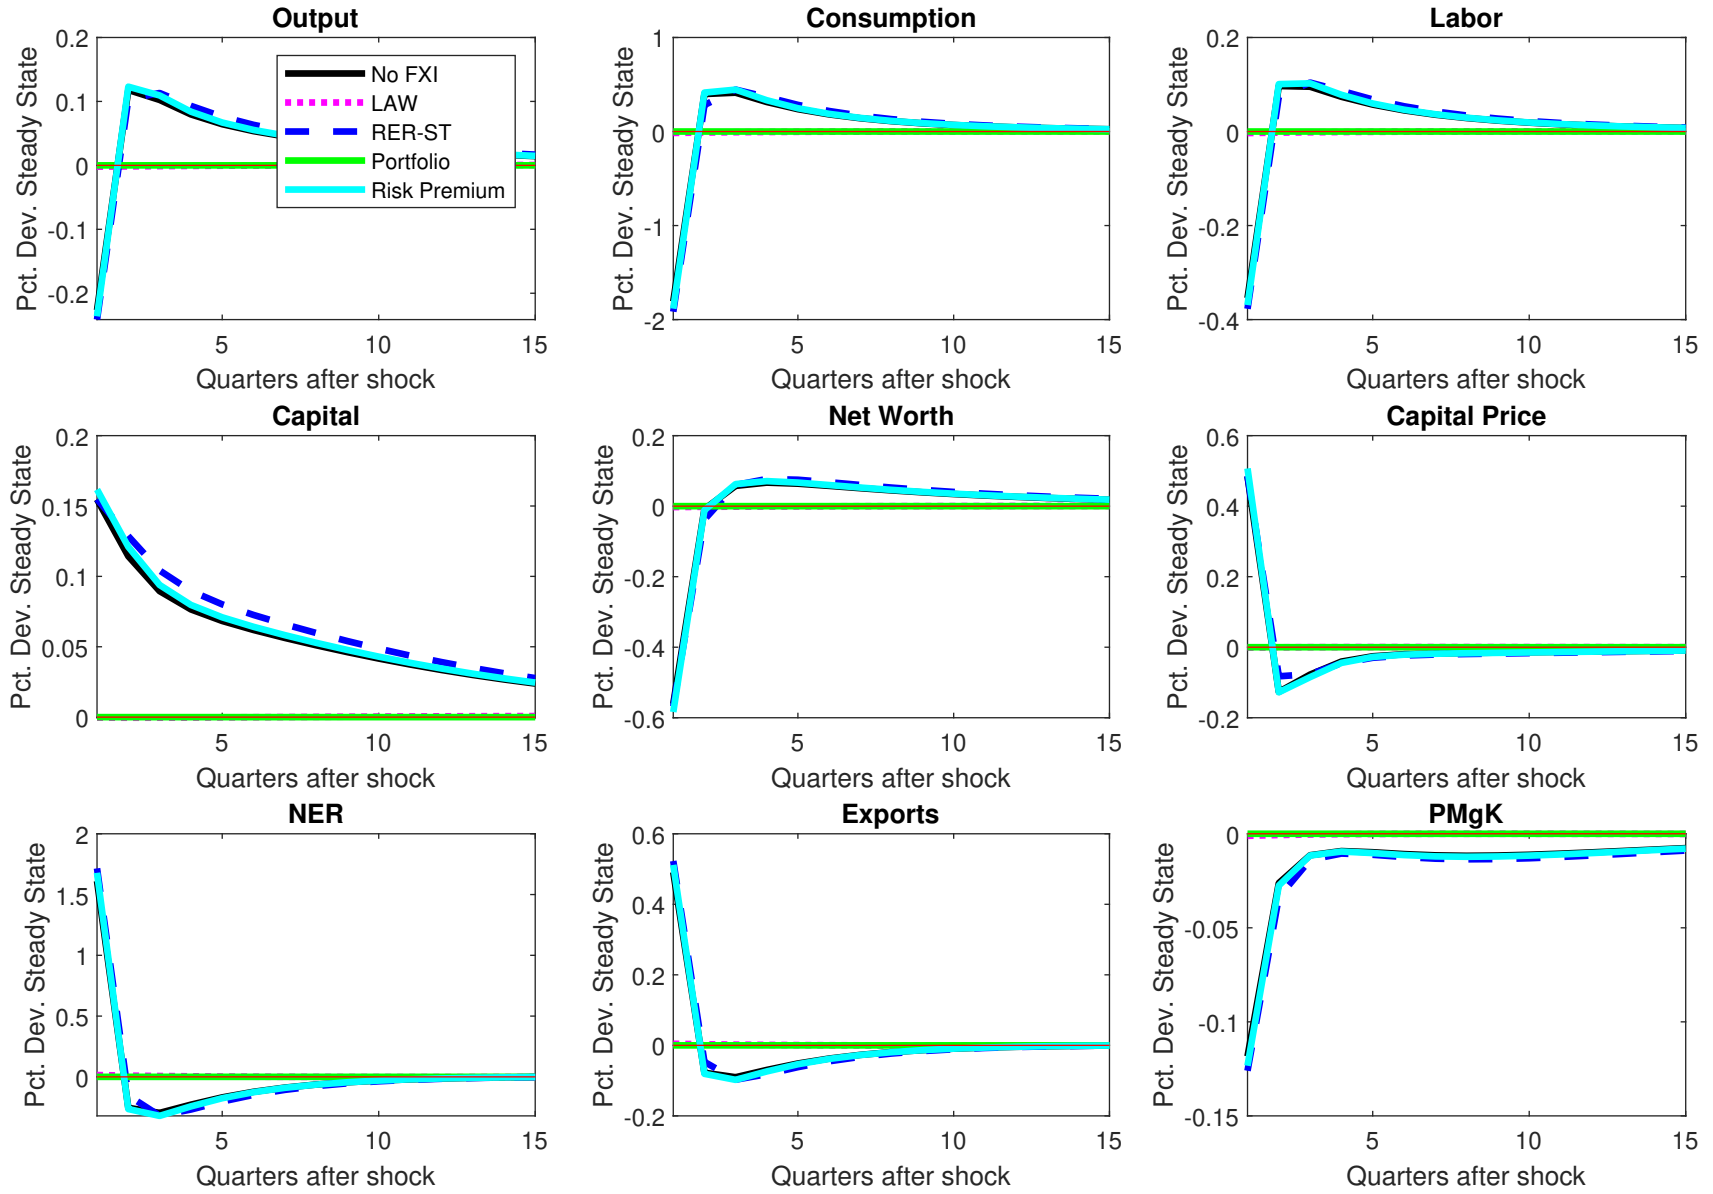 Output
Pct. Dev. Steady State
0.2
0.1
0
-0.1
-0.2
No FXI
LAW
RER-ST
Portfolio
Risk Premium
5
10
15
Quarters after shock
Consumption
Pct. Dev. Steady State
1
0
-1
-2
5
10
15
Quarters after shock
Labor
Pct. Dev. Steady State
0.2
0
-0.2
-0.4
5
10
15
Quarters after shock
Capital
Pct. Dev. Steady State
0.2
0.15
0.1
0.05
0
5
10
15
Quarters after shock
Net Worth
Pct. Dev. Steady State
0.2
0
-0.2
-0.4
-0.6
5
10
15
Quarters after shock
Capital Price
Pct. Dev. Steady State
0.6
0.4
0.2
0
-0.2
5
10
15
Quarters after shock
NER
Pct. Dev. Steady State
2
1.5
1
0.5
0
5
10
15
Quarters after shock
Exports
Pct. Dev. Steady State
0.6
0.4
0.2
0
-0.2
5
10
15
Quarters after shock
PMgK
Pct. Dev. Steady State
0
-0.05
-0.1
-0.15
5
10
15
Quarters after shock